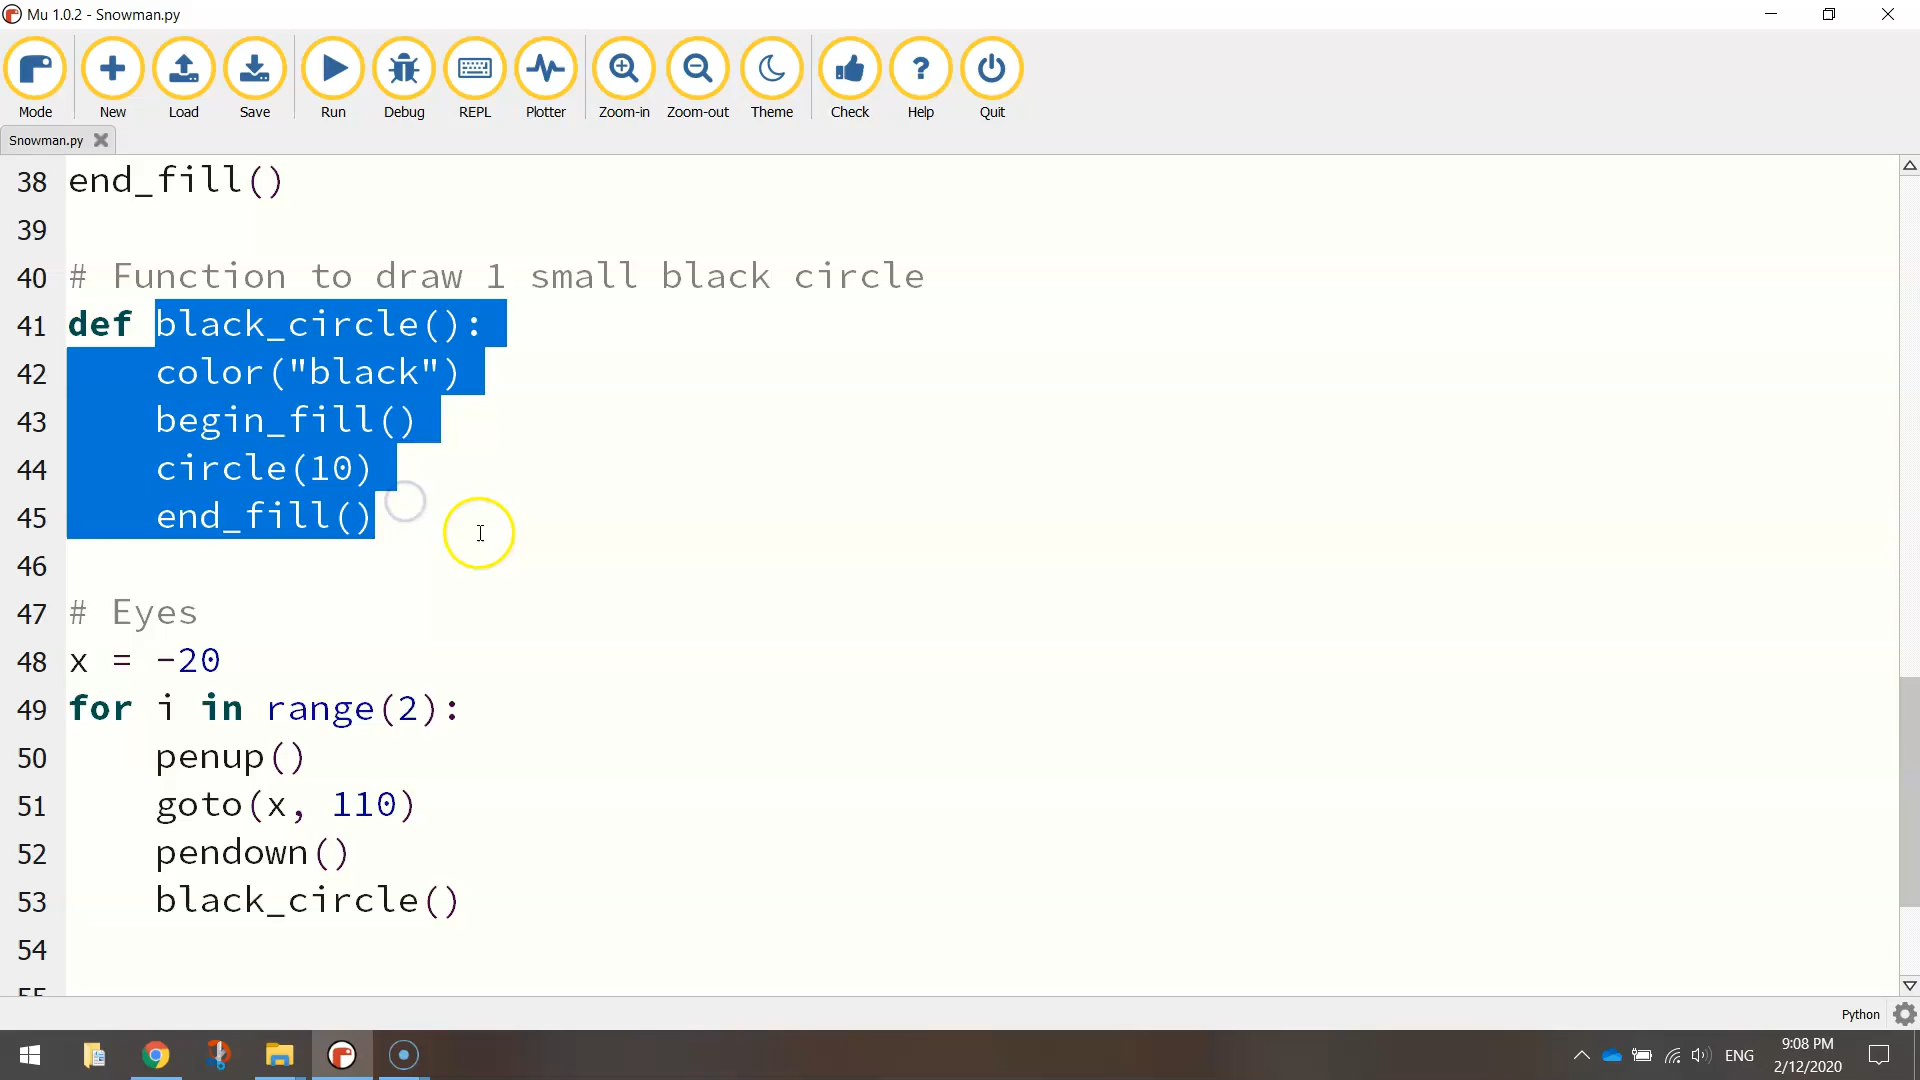 Mu 1.0.2 - Snowman.py
Mode New Load Save Run Debug REPL Plotter Zoom-in Zoom-out Theme Check Help Quit
Snowman.py
38 end_fill()
39
40 # Function to draw 1 small black circle
41 def black_circle():
42     color("black")
43     begin_fill()
44     circle(10)
45     end_fill()
46
47 # Eyes
48 x = -20
49 for i in range(2):
50     penup()
51     goto(x, 110)
52     pendown()
53     black_circle()
54
55
Python
ENG
9:08 PM
2/12/2020